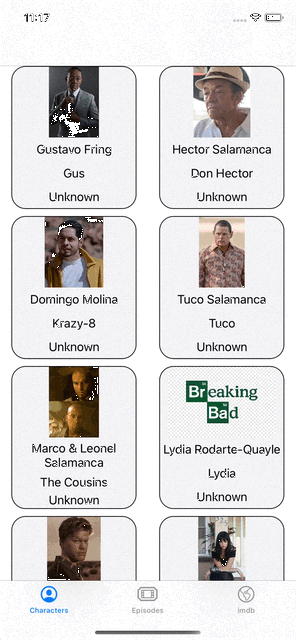 11:17
Gustavo Fring
Gus
Unknown
Hector Salamanca
Don Hector
Unknown
Domingo Molina
Krazy-8
Unknown
Tuco Salamanca
Tuco
Unknown
Marco & Leonel
Salamanca
The Cousins
Unknown
Breaking
Bad
Lydia Rodarte-Quayle
Lydia
Unknown
Characters
Episodes
imdb